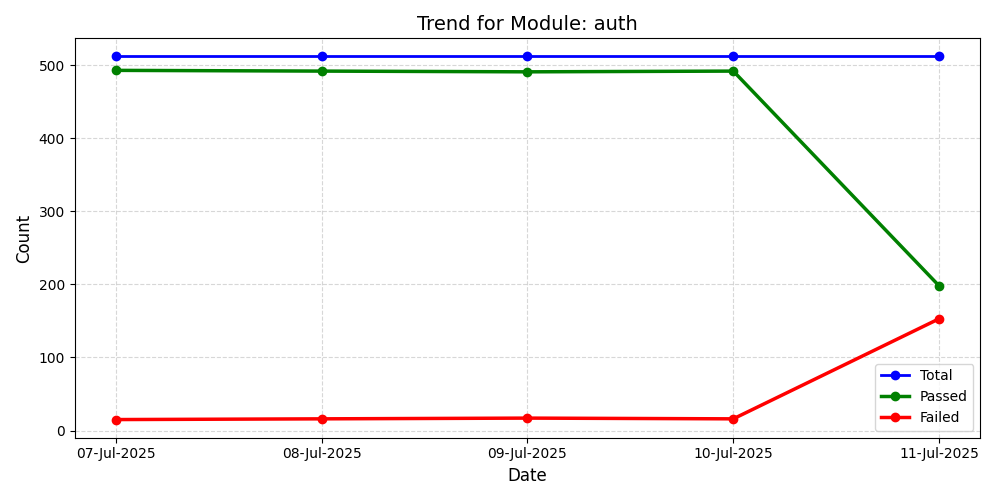 Trend for Module: auth
Count
500
400
300
200
100
0
07-Jul-2025
08-Jul-2025
09-Jul-2025
10-Jul-2025
11-Jul-2025
Date
Total
Passed
Failed